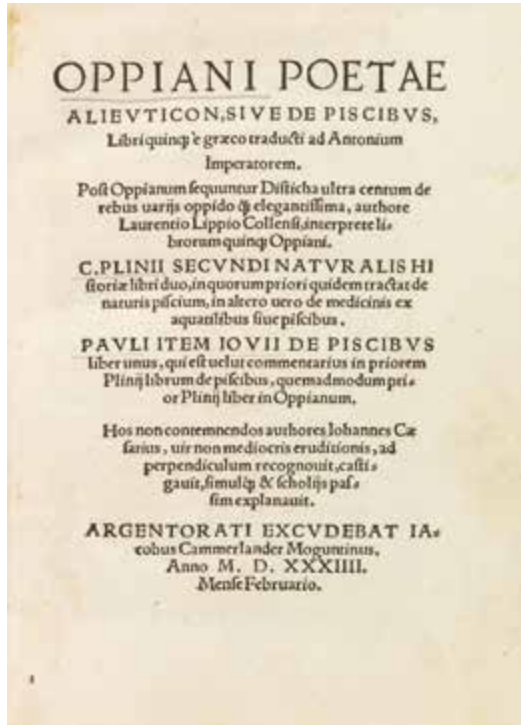 OPPIANI POETAE
ALIEVTICON, SIVE DE PISCIBVS,
Libri quinq; e græco traducti ad Antonium
Imperatorem.
Post Oppianum sequuntur Disticha ultra centum de
rebus uarijs oppido q̃ elegantissima, authore
Laurentio Lippio Collensi, interprete li-
brorum quinq; Oppiani.
C. PLINII SECVNDI NATVRALIS HI
storiæ libri duo, in quorum priori quidem tractat de
naturis piscium, in altero uero de medicinis ex
aquatilibus siue piscibus.
PAVLI ITEM IOVII DE PISCIBVS
liber unus, qui est uelut commentarius in priorem
Plinij librum de piscibus, quemadmodum pri-
or Plinij liber in Oppianum.
Hos non contemnendos authores Iohannes Cæ
sarius, uir non mediocris eruditionis, ad
perpendiculum recognouit, casti-
gauit, simulq; & scholijs pas-
sim explanauit.
ARGENTORATI EXCVDEBAT IA-
cobus Cammerlander Moguntinus.
Anno M. D. XXXIIII.
Mense Februario.